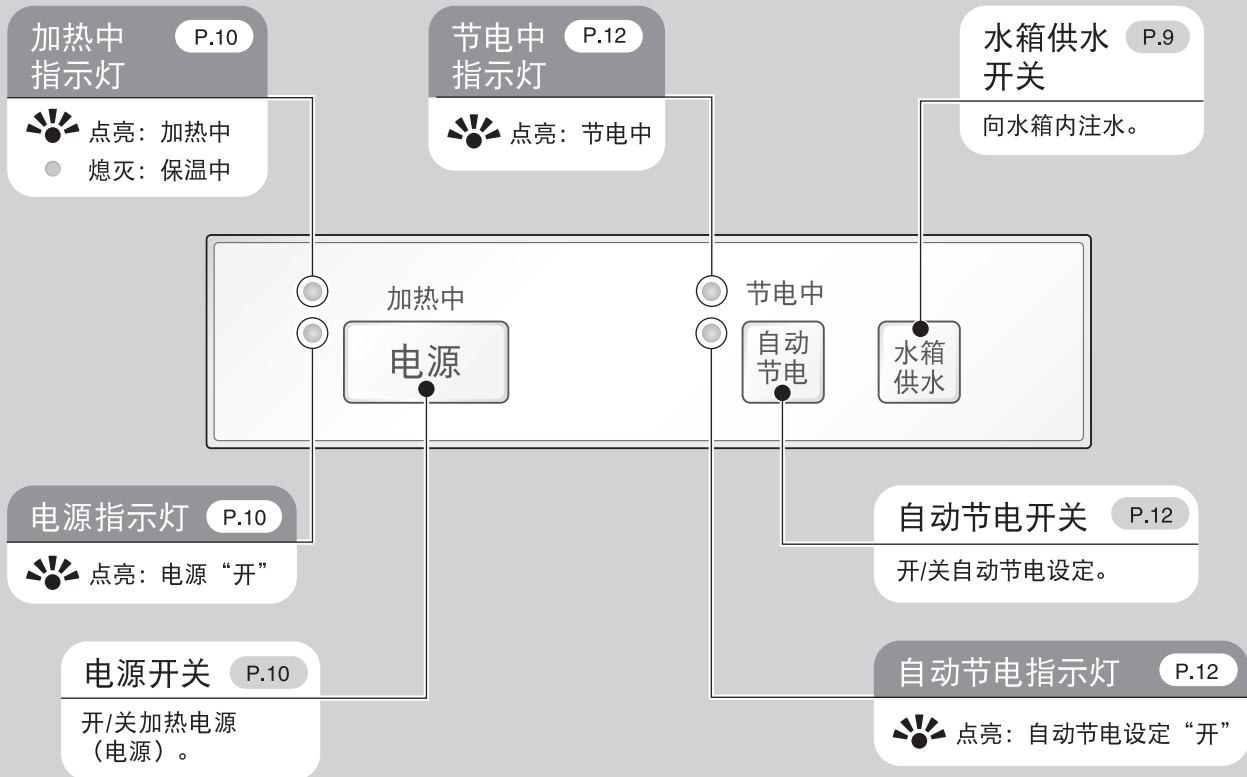 加热中 P.10
指示灯
点亮：加热中
熄灭：保温中
节电中 P.12
指示灯
点亮：节电中
水箱供水 P.9
开关
向水箱内注水。
加热中
电源
节电中
自动
节电
水箱
供水
电源指示灯 P.10
点亮：电源“开”
电源开关 P.10
开/关加热电源
（电源）。
自动节电开关 P.12
开/关自动节电设定。
自动节电指示灯 P.12
点亮：自动节电设定“开”